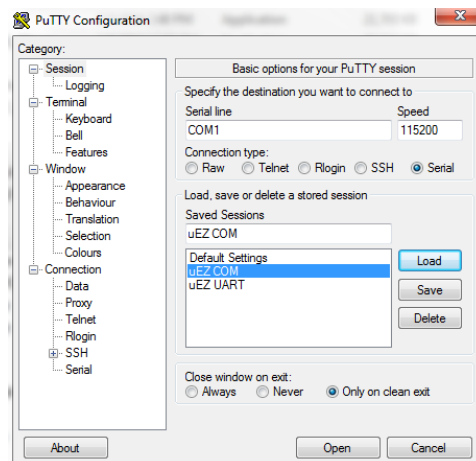 PuTTY Configuration
Category:
Session
Logging
Terminal
Keyboard
Bell
Features
Window
Appearance
Behaviour
Translation
Selection
Colours
Connection
Data
Proxy
Telnet
Rlogin
SSH
Serial
Basic options for your PuTTY session
Specify the destination you want to connect to
Serial line Speed
COM1 115200
Connection type:
Raw Telnet Rlogin SSH Serial
Load, save or delete a stored session
Saved Sessions
uEZ COM
Default Settings
uEZ COM
uEZ UART
Load
Save
Delete
Close window on exit:
Always Never Only on clean exit
About Open Cancel